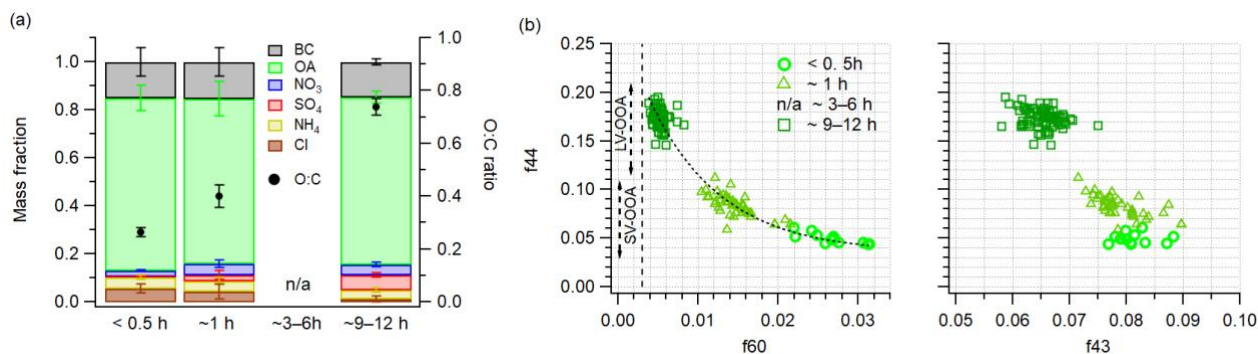 (a)
Mass fraction
1.0
0.8
0.6
0.4
0.2
0.0
< 0.5 h
~1 h
~3–6h
~9–12 h
n/a
BC
OA
NO3
SO4
NH4
Cl
O:C
1.0
0.8
0.6
0.4
0.2
0.0
O:C ratio
(b)
f44
0.25
0.20
0.15
0.10
0.05
0.00
LV-OOA
SV-OOA
< 0. 5h
~ 1 h
n/a ~ 3–6 h
~ 9–12 h
0.00
0.01
0.02
0.03
f60
0.05
0.06
0.07
0.08
0.09
0.10
f43